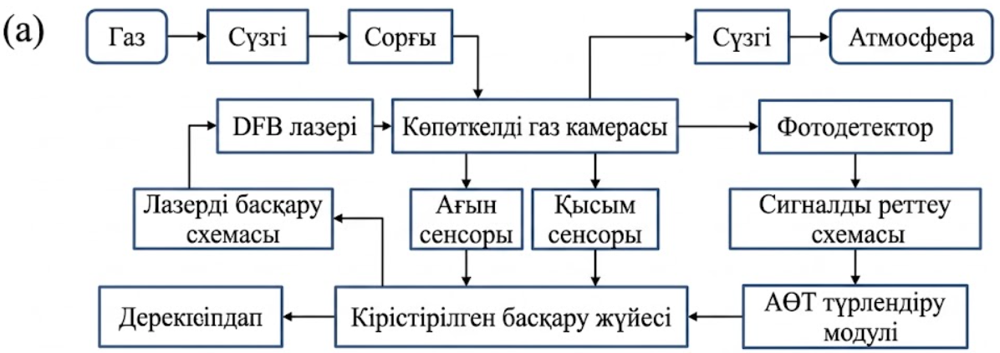 (a)
Газ
Сүзгі
Сорғы
Сүзгі
Атмосфера
DFB лазері
Көпөткелді газ камерасы
Фотодетектор
Лазерді басқару
схемасы
Ағын
сенсоры
Қысым
сенсоры
Сигналды реттеу
схемасы
Кірістірілген басқару жүйесі
АӨТ түрлендіру
модулі